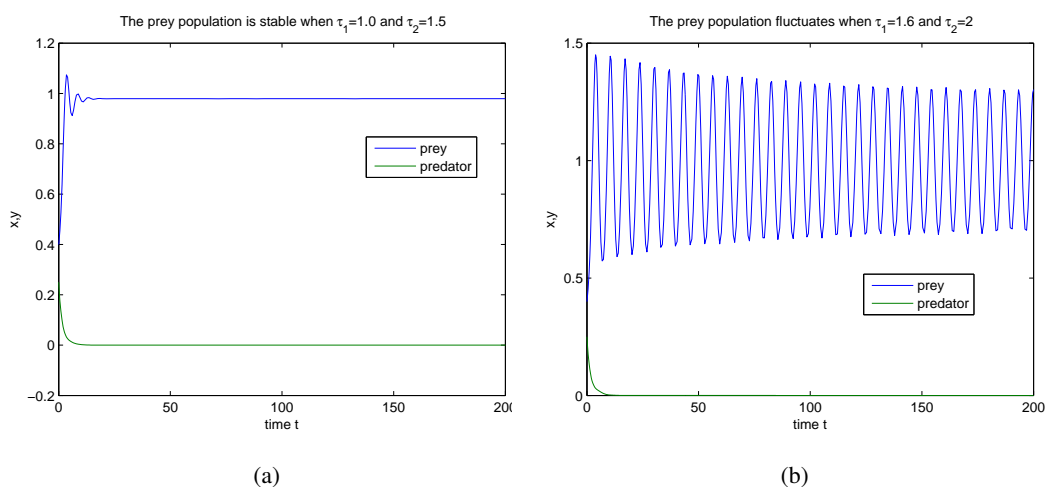 The prey population is stable when τ₁=1.0 and τ₂=1.5
1.2
1
0.8
0.6
0.4
0.2
0
−0.2
x,y
0
50
100
150
200
time t
prey
predator
(a)
The prey population fluctuates when τ₁=1.6 and τ₂=2
1.5
1
0.5
0
x,y
0
50
100
150
200
time t
prey
predator
(b)